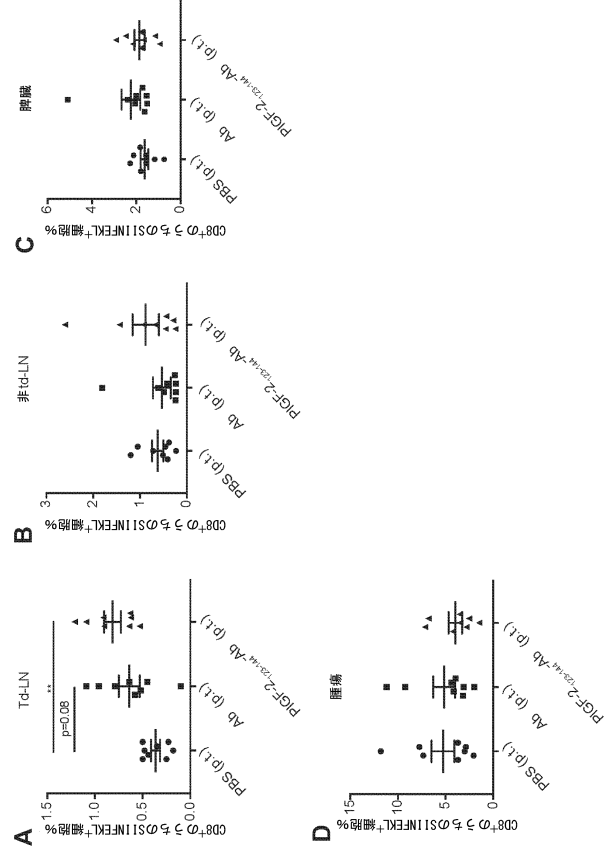 A
Td-LN
**
p=0.08
CD8⁺のうちのSIINFEKL⁺細胞%
1.5
1.0
0.5
0.0
PBS (p.t.)
Ab (p.t.)
PlGF-2₁₂₃₋₁₄₄-Ab (p.t.)
B
非td-LN
CD8⁺のうちのSIINFEKL⁺細胞%
3
2
1
0
PBS (p.t.)
Ab (p.t.)
PlGF-2₁₂₃₋₁₄₄-Ab (p.t.)
C
脾臓
CD8⁺のうちのSIINFEKL⁺細胞%
6
4
2
0
PBS (p.t.)
Ab (p.t.)
PlGF-2₁₂₃₋₁₄₄-Ab (p.t.)
D
腫瘍
CD8⁺のうちのSIINFEKL⁺細胞%
15
10
5
0
PBS (p.t.)
Ab (p.t.)
PlGF-2₁₂₃₋₁₄₄-Ab (p.t.)